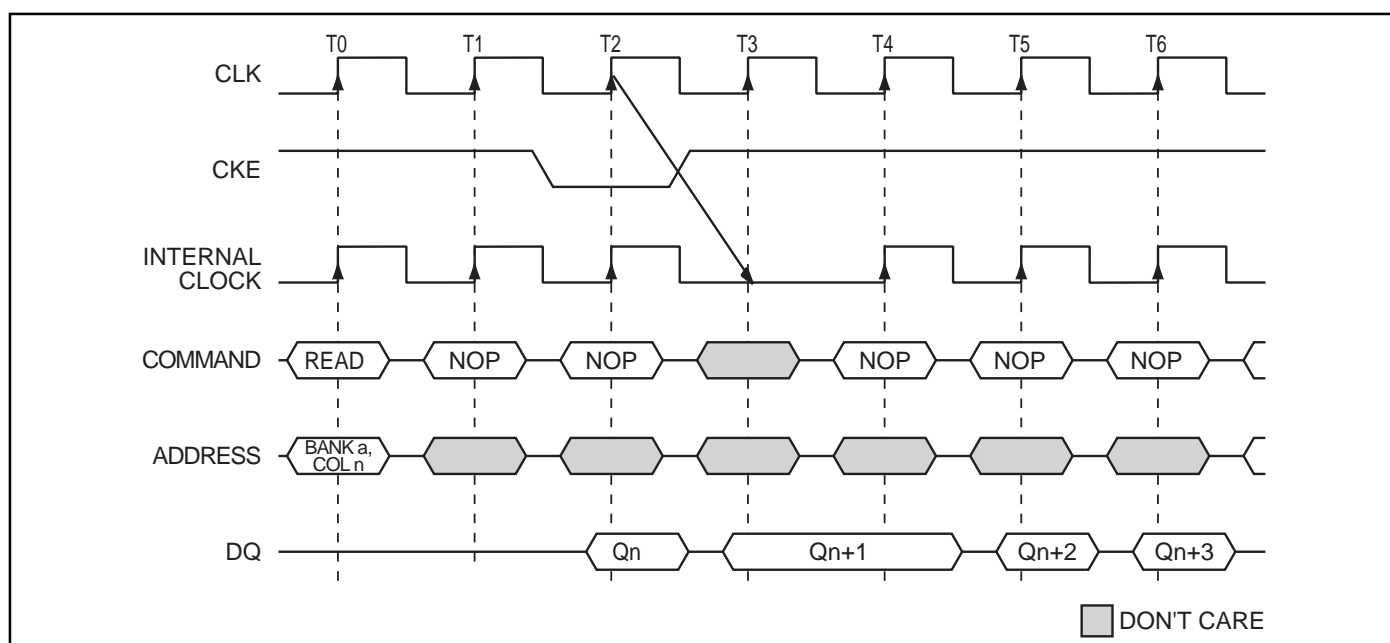 T0 T1 T2 T3 T4 T5 T6
CLK
CKE
INTERNAL
CLOCK
COMMAND READ NOP NOP NOP NOP NOP
ADDRESS BANK a,
COL n
DQ Qn Qn+1 Qn+2 Qn+3
DON'T CARE